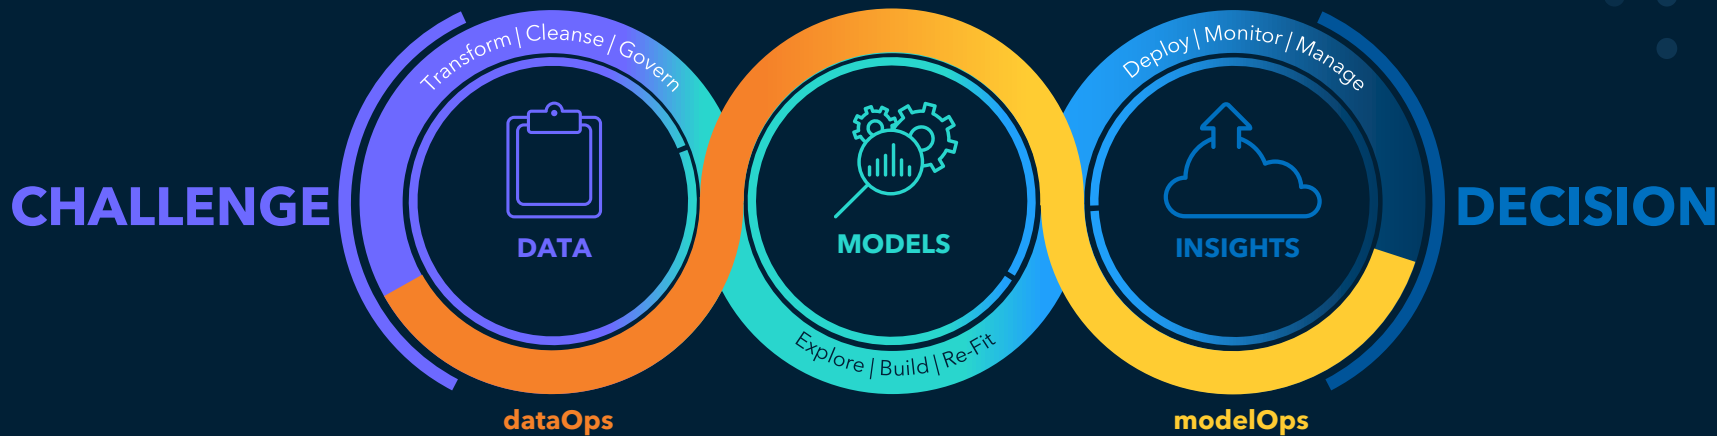 CHALLENGE
Transform | Cleanse | Govern
DATA
dataOps
MODELS
Explore | Build | Re-Fit
Deploy | Monitor | Manage
INSIGHTS
modelOps
DECISION